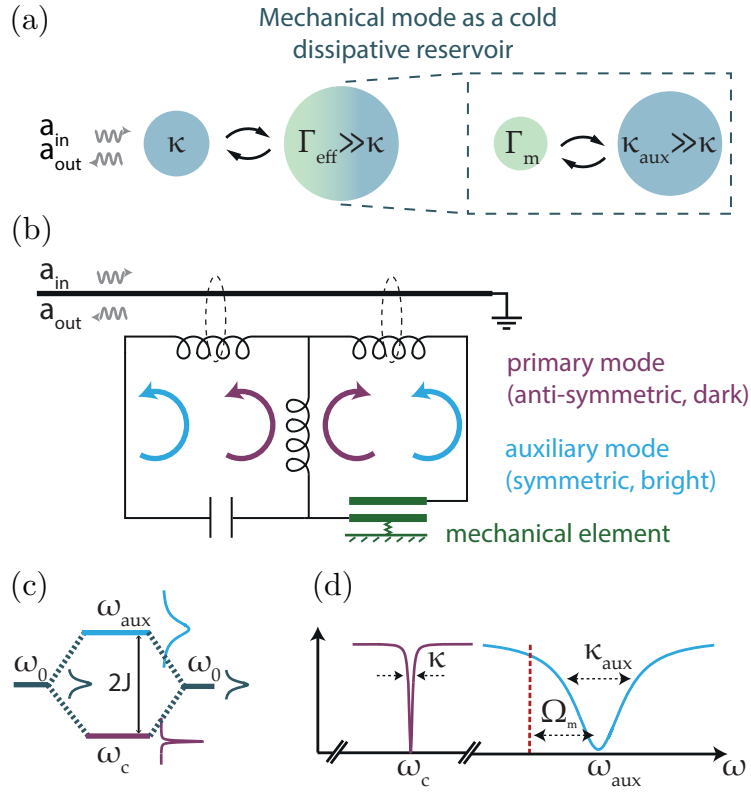 (a)
Mechanical mode as a cold
dissipative reservoir
a_in
a_out
κ
Γ_eff≫κ
Γ_m
κ_aux≫κ
(b)
a_in
a_out
primary mode
(anti-symmetric, dark)
auxiliary mode
(symmetric, bright)
mechanical element
(c)
ω_aux
ω_0
2J
ω_0
ω_c
(d)
κ
κ_aux
Ω_m
ω_c
ω_aux
ω